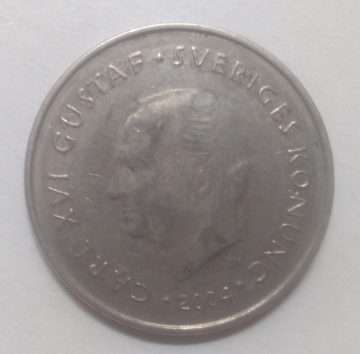 CARL XVI GUSTAF · SVERIGES KONUNG · 2004 ·